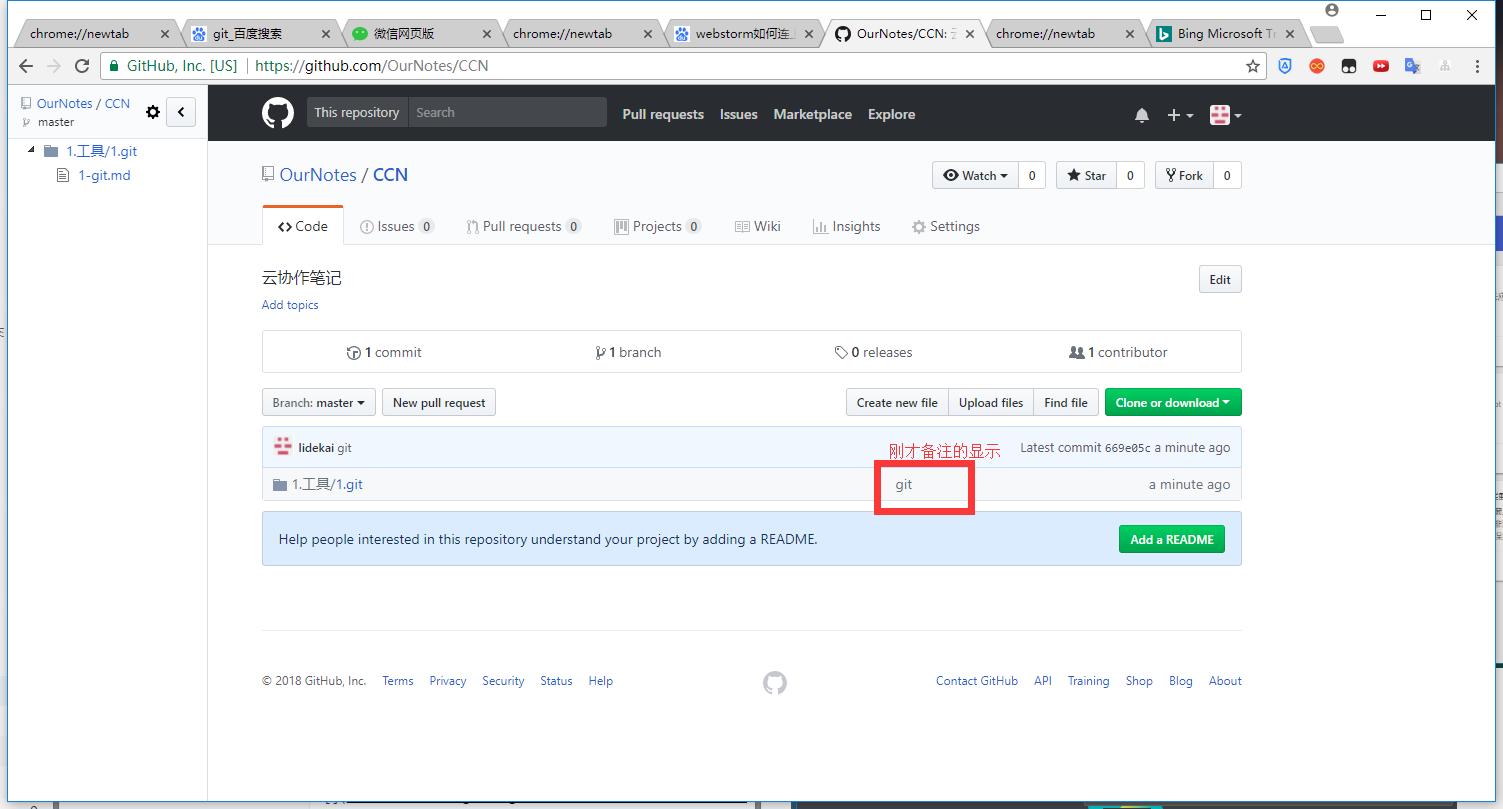 chrome://newtab
git_百度搜索
微信网页版
chrome://newtab
webstorm如何连上
OurNotes/CCN: 云
chrome://newtab
Bing Microsoft Tr
GitHub, Inc. [US]
https://github.com/OurNotes/CCN
OurNotes / CCN
master
1.工具/1.git
1-git.md
This repository
Search
Pull requests
Issues
Marketplace
Explore
OurNotes / CCN
Watch 0
Star 0
Fork 0
Code
Issues 0
Pull requests 0
Projects 0
Wiki
Insights
Settings
云协作笔记
Edit
Add topics
1 commit
1 branch
0 releases
1 contributor
Branch: master
New pull request
Create new file
Upload files
Find file
Clone or download
lidekai git
刚才备注的显示
Latest commit 669e05c a minute ago
1.工具/1.git
git
a minute ago
Help people interested in this repository understand your project by adding a README.
Add a README
© 2018 GitHub, Inc.
Terms
Privacy
Security
Status
Help
Contact GitHub
API
Training
Shop
Blog
About